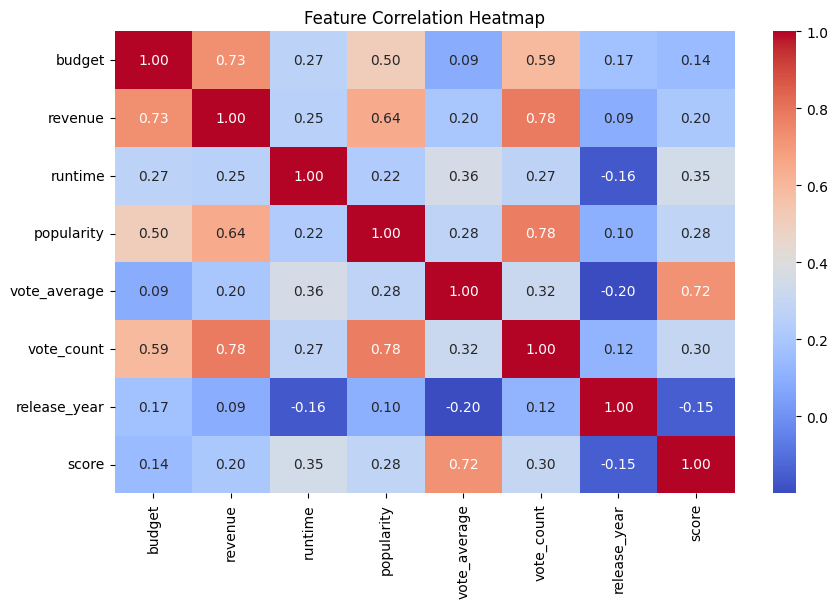 Feature Correlation Heatmap
budget 1.00 0.73 0.27 0.50 0.09 0.59 0.17 0.14
revenue 0.73 1.00 0.25 0.64 0.20 0.78 0.09 0.20
runtime 0.27 0.25 1.00 0.22 0.36 0.27 -0.16 0.35
popularity 0.50 0.64 0.22 1.00 0.28 0.78 0.10 0.28
vote_average 0.09 0.20 0.36 0.28 1.00 0.32 -0.20 0.72
vote_count 0.59 0.78 0.27 0.78 0.32 1.00 0.12 0.30
release_year 0.17 0.09 -0.16 0.10 -0.20 0.12 1.00 -0.15
score 0.14 0.20 0.35 0.28 0.72 0.30 -0.15 1.00
budget
revenue
runtime
popularity
vote_average
vote_count
release_year
score
1.0
0.8
0.6
0.4
0.2
0.0